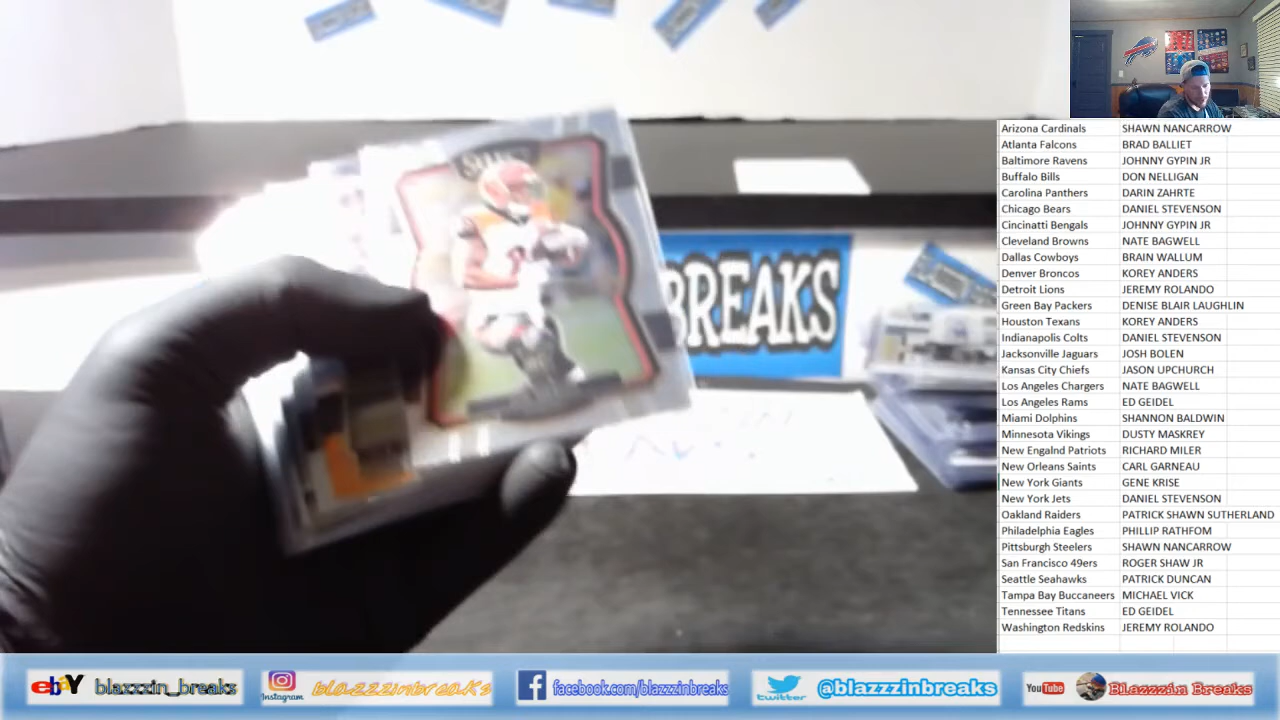 BREAKS
Arizona Cardinals SHAWN NANCARROW
Atlanta Falcons BRAD BALLIET
Baltimore Ravens JOHNNY GYPIN JR
Buffalo Bills DON NELLIGAN
Carolina Panthers DARIN ZAHRTE
Chicago Bears DANIEL STEVENSON
Cincinatti Bengals JOHNNY GYPIN JR
Cleveland Browns NATE BAGWELL
Dallas Cowboys BRAIN WALLUM
Denver Broncos KOREY ANDERS
Detroit Lions JEREMY ROLANDO
Green Bay Packers DENISE BLAIR LAUGHLIN
Houston Texans KOREY ANDERS
Indianapolis Colts DANIEL STEVENSON
Jacksonville Jaguars JOSH BOLEN
Kansas City Chiefs JASON UPCHURCH
Los Angeles Chargers NATE BAGWELL
Los Angeles Rams ED GEIDEL
Miami Dolphins SHANNON BALDWIN
Minnesota Vikings DUSTY MASKREY
New Engalnd Patriots RICHARD MILER
New Orleans Saints CARL GARNEAU
New York Giants GENE KRISE
New York Jets DANIEL STEVENSON
Oakland Raiders PATRICK SHAWN SUTHERLAND
Philadelphia Eagles PHILLIP RATHFOM
Pittsburgh Steelers SHAWN NANCARROW
San Francisco 49ers ROGER SHAW JR
Seattle Seahawks PATRICK DUNCAN
Tampa Bay Buccaneers MICHAEL VICK
Tennessee Titans ED GEIDEL
Washington Redskins JEREMY ROLANDO
ebaY blazzzin_breaks
Instagram blazzzinbreaks
facebook.com/blazzzinbreaks
twitter @blazzzinbreaks
YouTube Blazzzin Breaks